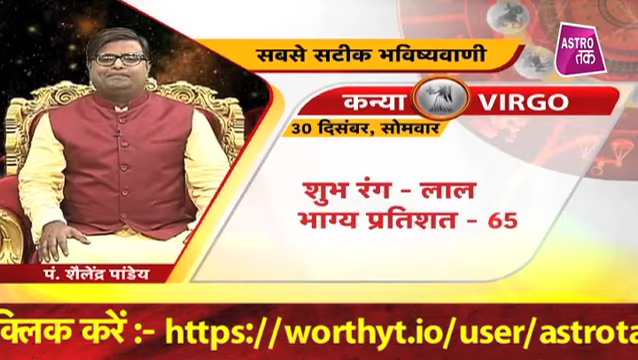 सबसे सटीक भविष्यवाणी
ASTRO
तक
कन्या VIRGO
30 दिसंबर, सोमवार
शुभ रंग - लाल
भाग्य प्रतिशत - 65
पं. शैलेंद्र पांडेय
क्लिक करें :- https://worthyt.io/user/astrota